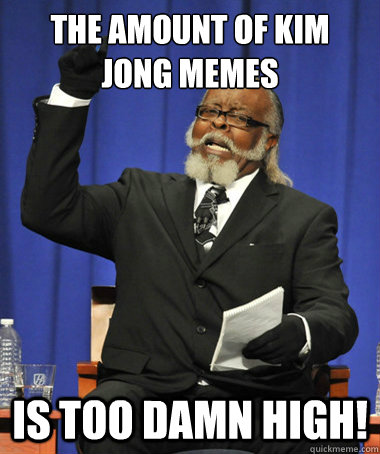 THE AMOUNT OF KIM
JONG MEMES
IS TOO DAMN HIGH!
quickmeme.com